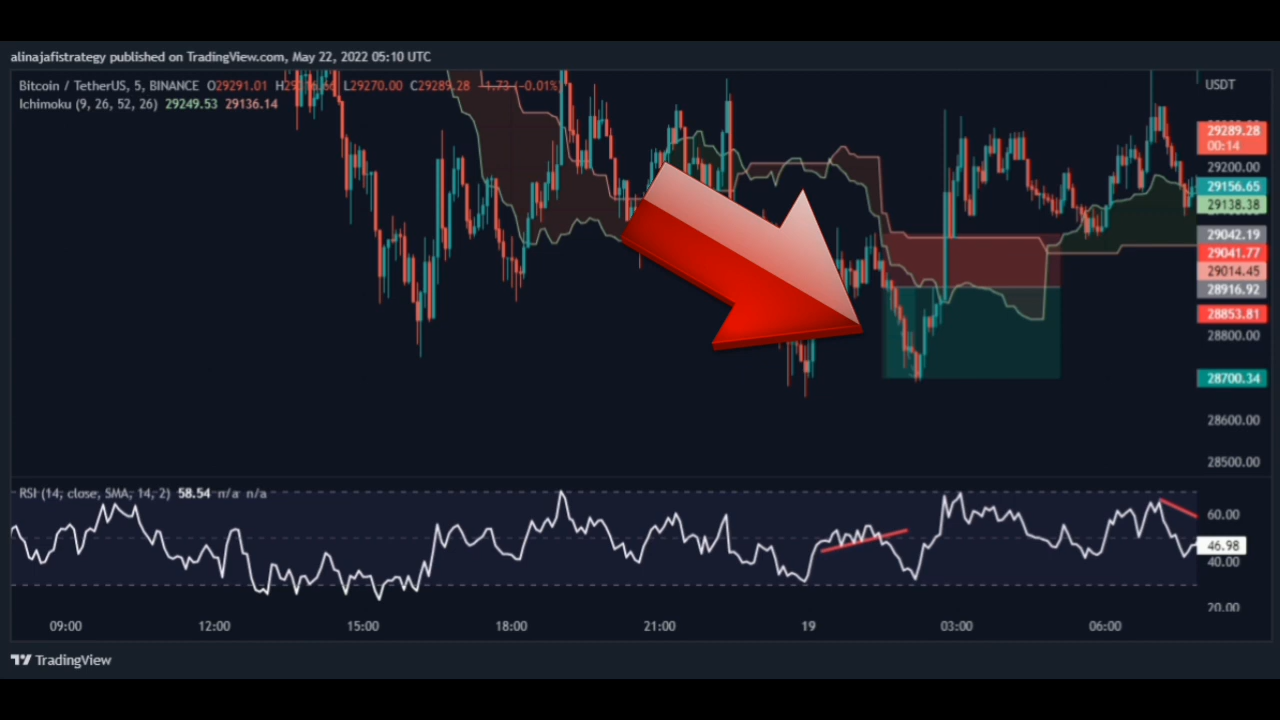 alinajafistrategy published on TradingView.com, May 22, 2022 05:10 UTC
Bitcoin / TetherUS, 5, BINANCE O29291.01 L29270.00 C29289.28 −1.73 (−0.01%)
Ichimoku (9, 26, 52, 26) 29249.53 29136.14
USDT
29289.28
00:14
29200.00
29156.65
29138.38
29042.19
29041.77
29014.45
28916.92
28853.81
28800.00
28700.34
28600.00
28500.00
RSI (14, close, SMA, 14, 2) 58.54 n/a n/a
60.00
46.98
40.00
20.00
09:00 12:00 15:00 18:00 21:00 19 03:00 06:00
TradingView